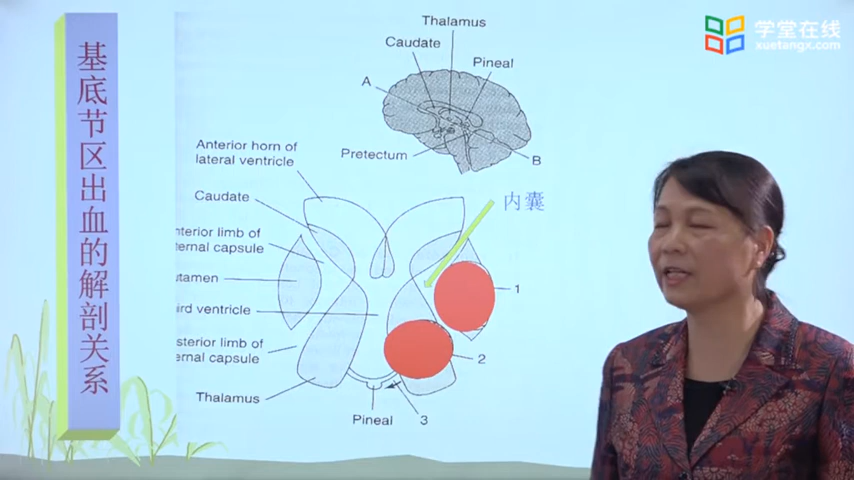 学堂在线
xuetangx.com
基底节区出血的解剖关系
Thalamus
Caudate
Pineal
A
Pretectum
B
Anterior horn of
lateral ventricle
Caudate
内囊
nterior limb of
ternal capsule
utamen
1
ird ventricle
osterior limb of
ernal capsule
2
Thalamus
Pineal
3